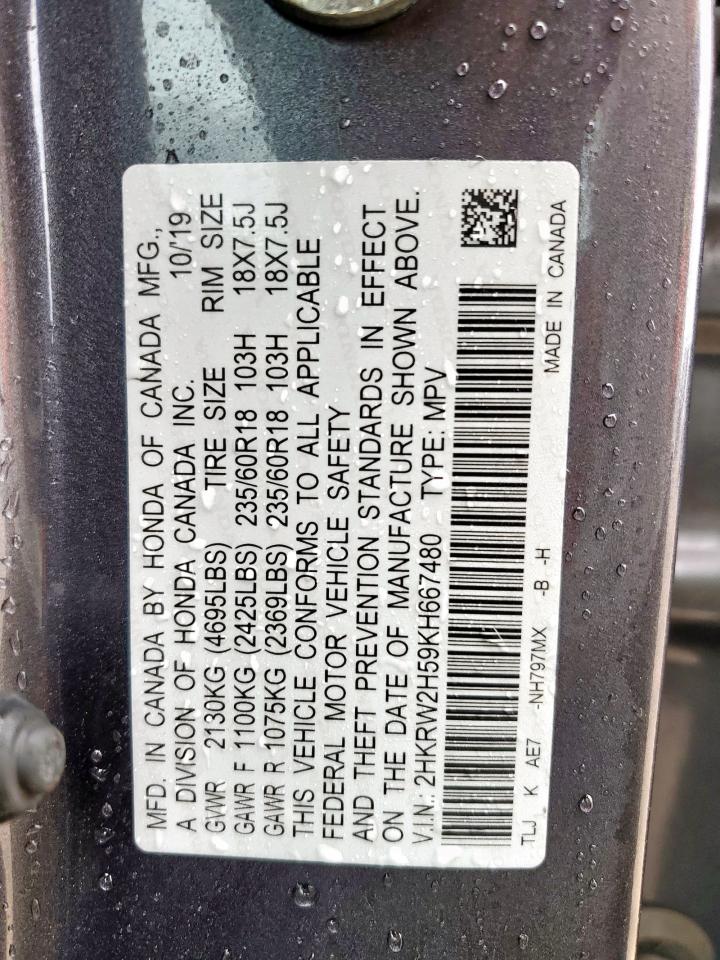 MFD. IN CANADA BY HONDA OF CANADA MFG.,
A DIVISION OF HONDA CANADA INC. 10/'19
GVWR 2130KG (4695LBS) TIRE SIZE RIM SIZE
GAWR F 1100KG (2425LBS) 235/60R18 103H 18X7.5J
GAWR R 1075KG (2369LBS) 235/60R18 103H 18X7.5J
THIS VEHICLE CONFORMS TO ALL APPLICABLE
FEDERAL MOTOR VEHICLE SAFETY
AND THEFT PREVENTION STANDARDS IN EFFECT
ON THE DATE OF MANUFACTURE SHOWN ABOVE.
V.IN.: 2HKRW2H59KH667480 TYPE: MPV
TLJ K AE7 -NH797MX -B -H MADE IN CANADA